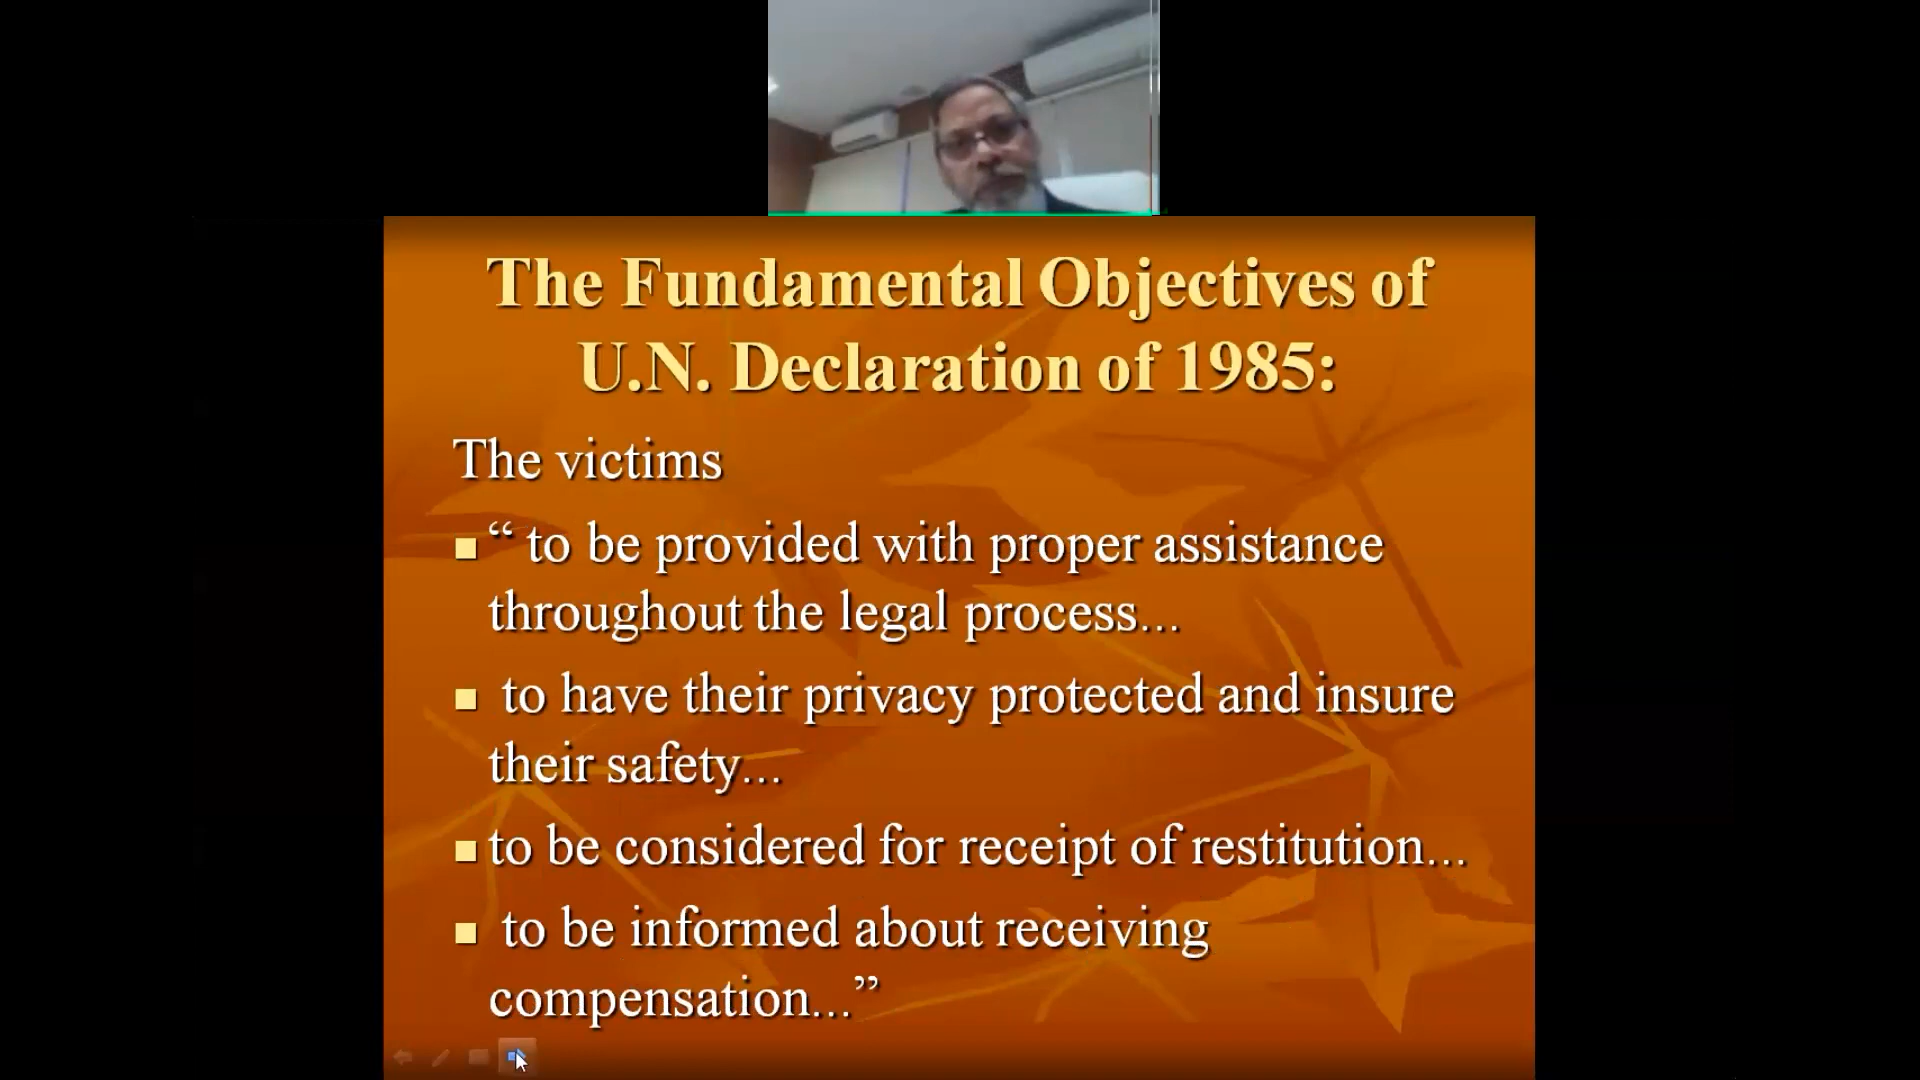 The Fundamental Objectives of
U.N. Declaration of 1985:
The victims
“ to be provided with proper assistance
throughout the legal process...
to have their privacy protected and insure
their safety...
to be considered for receipt of restitution...
to be informed about receiving
compensation...”